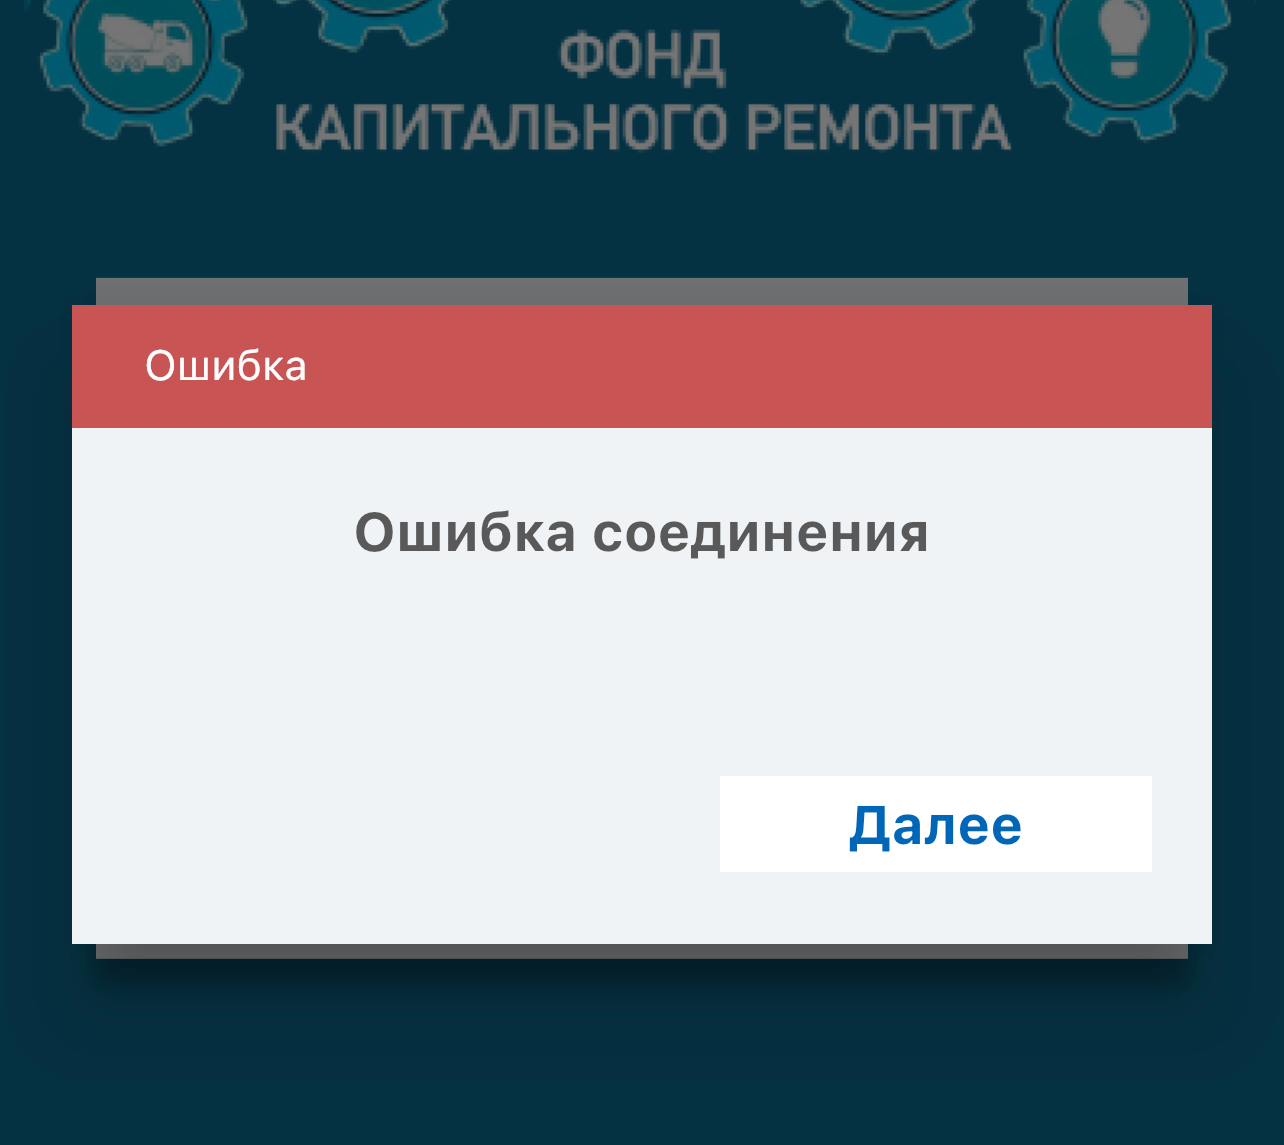 ФОНД
КАПИТАЛЬНОГО РЕМОНТА
Ошибка
Ошибка соединения
Далее